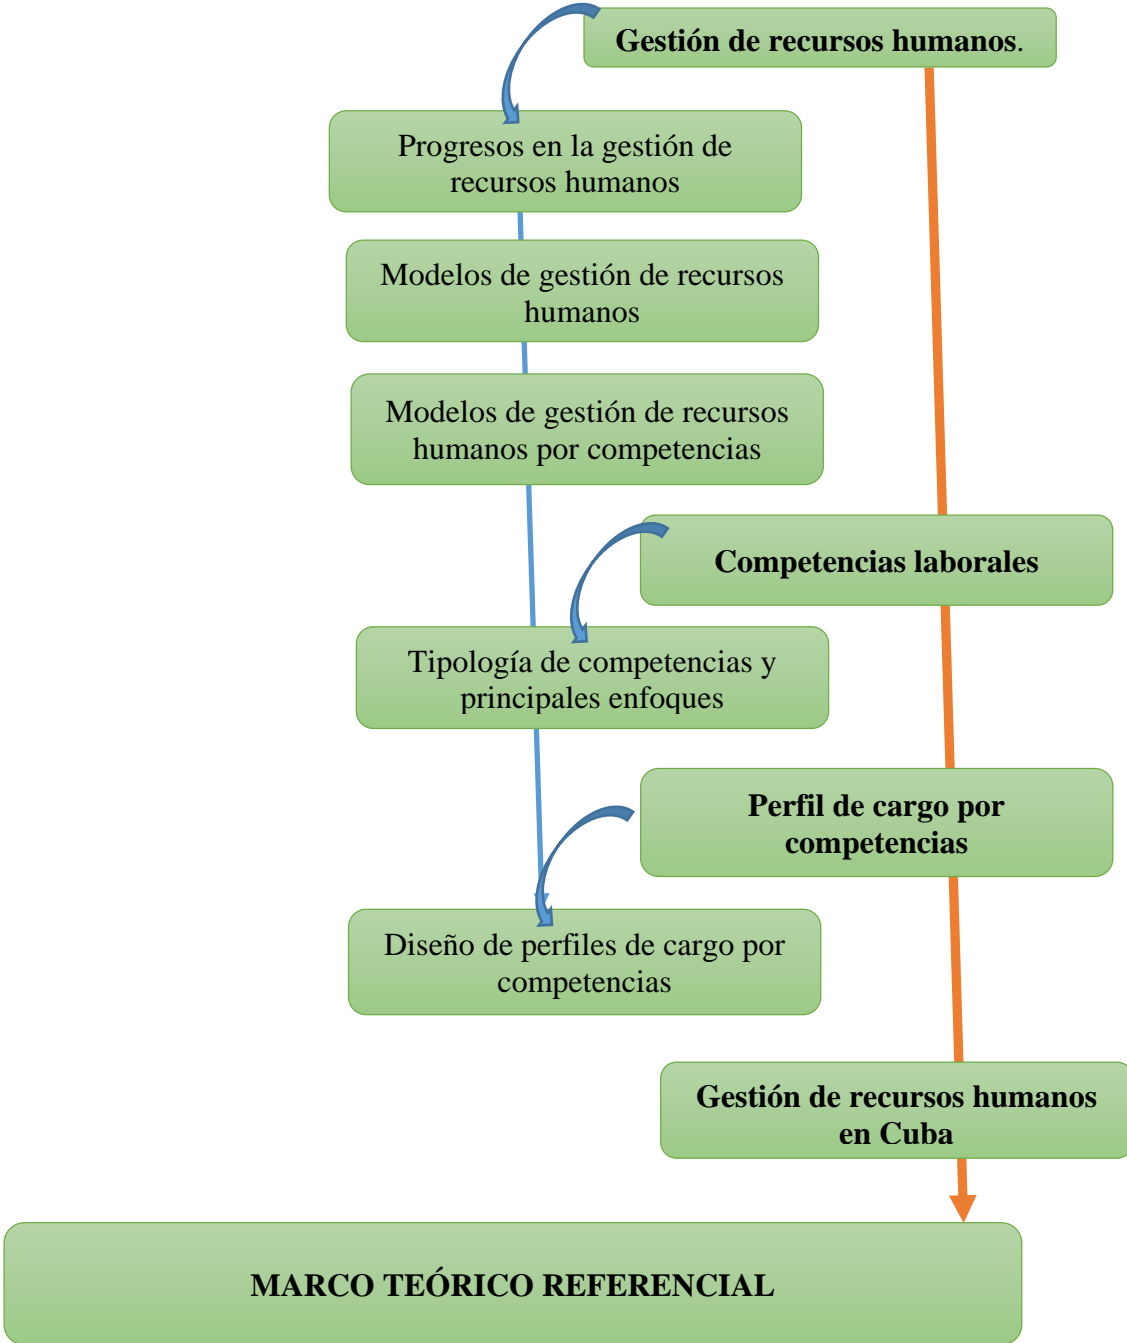 Gestión de recursos humanos.
Progresos en la gestión de
recursos humanos
Modelos de gestión de recursos
humanos
Modelos de gestión de recursos
humanos por competencias
Competencias laborales
Tipología de competencias y
principales enfoques
Perfil de cargo por
competencias
Diseño de perfiles de cargo por
competencias
Gestión de recursos humanos
en Cuba
MARCO TEÓRICO REFERENCIAL